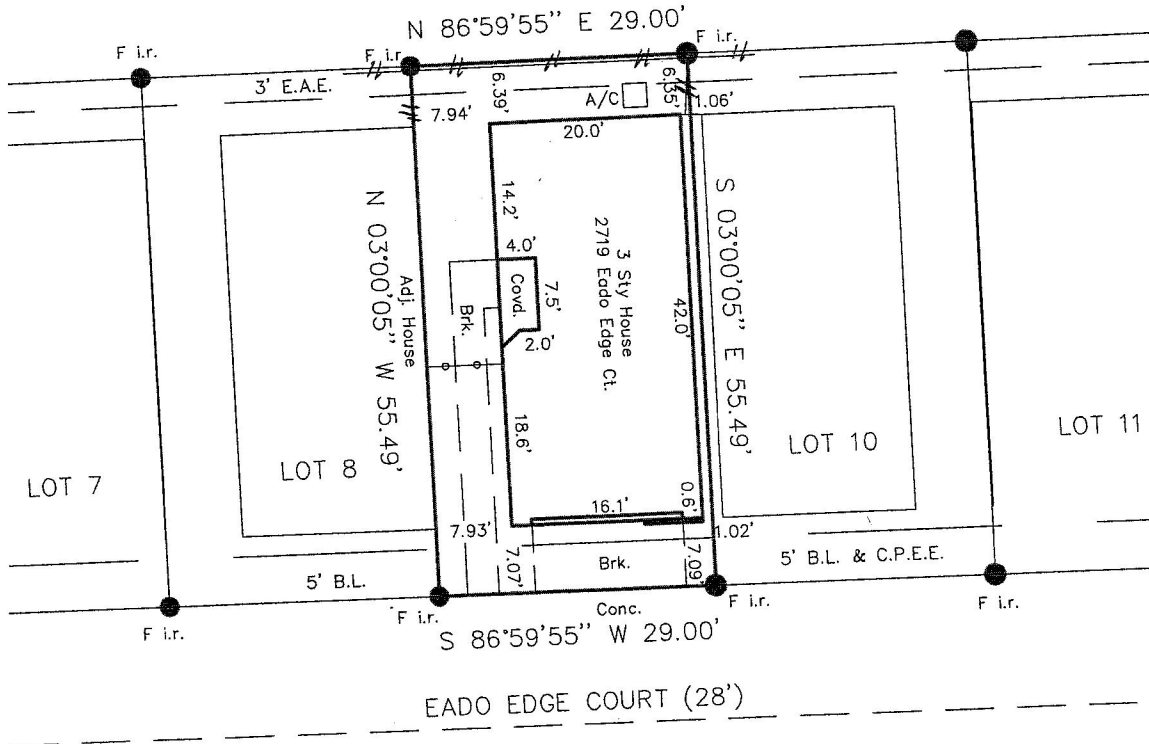 N 86°59'55" E 29.00'
F i.r.
F i.r.
F i.r.
3' E.A.E.
6.39'
A/C
6.35'
1.06'
7.94'
20.0'
14.2'
4.0'
N 03°00'05" W 55.49'
Adj. House
Brk.
Covd.
7.5'
2.0'
3 Sty House
2719 Eado Edge Ct.
42.0'
S 03°00'05" E 55.49'
18.6'
LOT 7
LOT 8
LOT 10
LOT 11
16.1'
0.6'
7.93'
1.02'
7.07'
Brk.
7.09'
5' B.L.
5' B.L. & C.P.E.E.
F i.r.
F i.r.
Conc.
F i.r.
F i.r.
S 86°59'55" W 29.00'
EADO EDGE COURT (28')